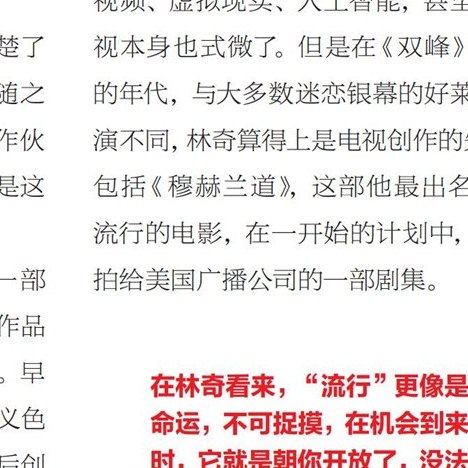 楚了
随之
作伙
是这
一部
作品
。早
义色
后创
视频、虚拟现实、人工智能，甚至
视本身也式微了。但是在《双峰》
的年代，与大多数迷恋银幕的好莱
演不同，林奇算得上是电视创作的
包括《穆赫兰道》，这部他最出名
流行的电影，在一开始的计划中，
拍给美国广播公司的一部剧集。
在林奇看来，“流行”更像是
命运，不可捉摸，在机会到来
时，它就是朝你开放了，没法